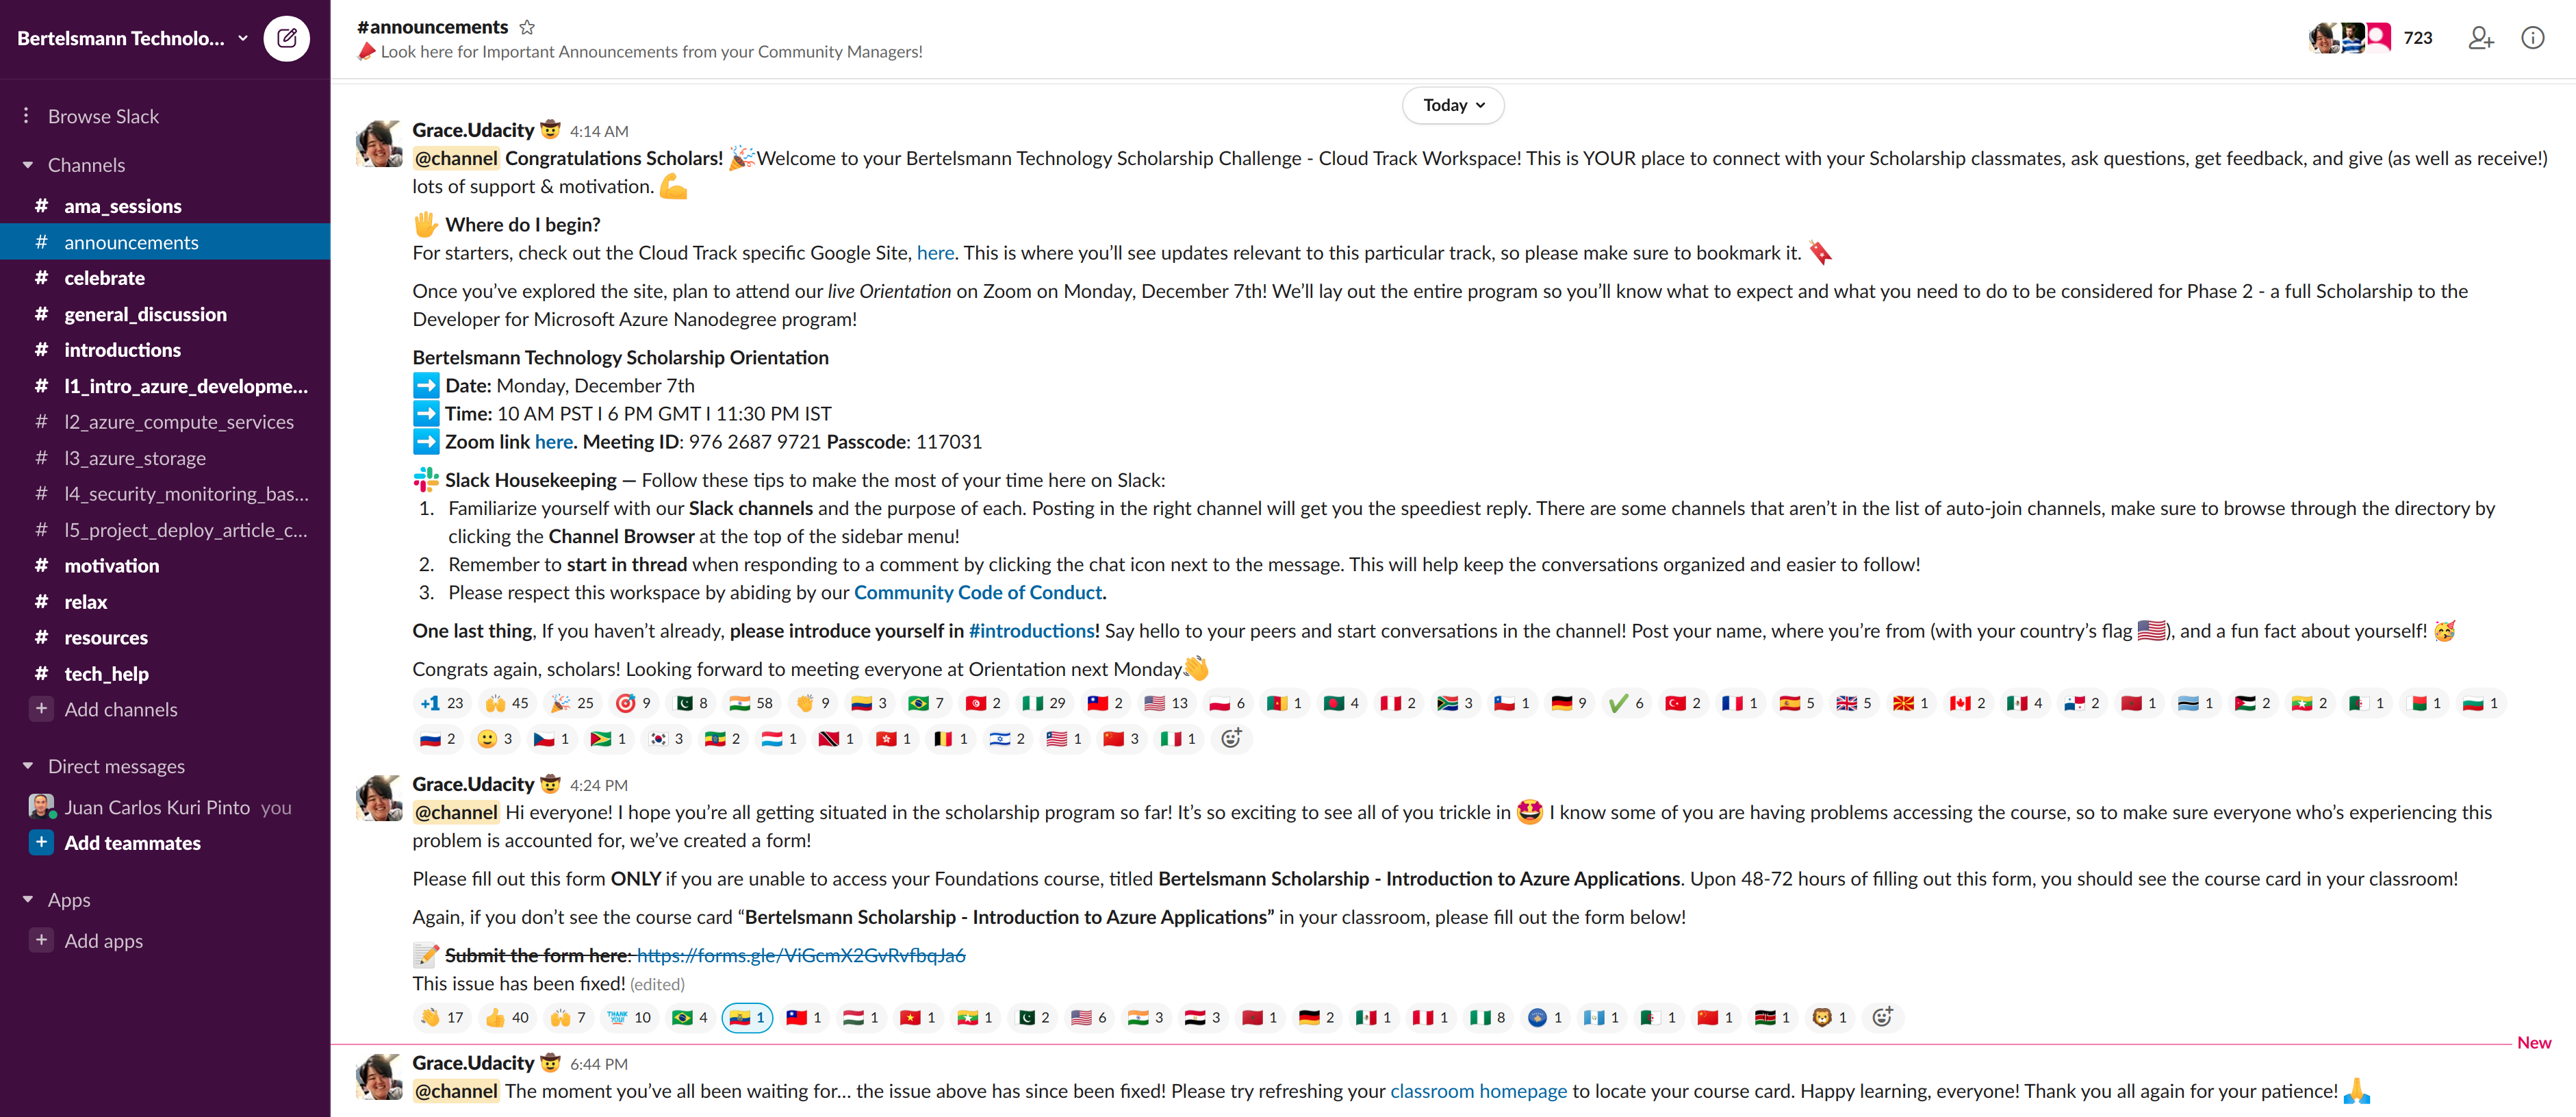 Bertelsmann Technolo...
Browse Slack
Channels
# ama_sessions
# announcements
# celebrate
# general_discussion
# introductions
# l1_intro_azure_developme...
# l2_azure_compute_services
# l3_azure_storage
# l4_security_monitoring_bas...
# l5_project_deploy_article_c...
# motivation
# relax
# resources
# tech_help
+ Add channels
Direct messages
Juan Carlos Kuri Pinto you
+ Add teammates
Apps
+ Add apps
#announcements
Look here for Important Announcements from your Community Managers!
723
Today
Grace.Udacity 4:14 AM
@channel Congratulations Scholars! Welcome to your Bertelsmann Technology Scholarship Challenge - Cloud Track Workspace! This is YOUR place to connect with your Scholarship classmates, ask questions, get feedback, and give (as well as receive!)
lots of support & motivation.
Where do I begin?
For starters, check out the Cloud Track specific Google Site, here. This is where you'll see updates relevant to this particular track, so please make sure to bookmark it.
Once you've explored the site, plan to attend our live Orientation on Zoom on Monday, December 7th! We'll lay out the entire program so you'll know what to expect and what you need to do to be considered for Phase 2 - a full Scholarship to the
Developer for Microsoft Azure Nanodegree program!
Bertelsmann Technology Scholarship Orientation
Date: Monday, December 7th
Time: 10 AM PST I 6 PM GMT I 11:30 PM IST
Zoom link here. Meeting ID: 976 2687 9721 Passcode: 117031
Slack Housekeeping — Follow these tips to make the most of your time here on Slack:
1. Familiarize yourself with our Slack channels and the purpose of each. Posting in the right channel will get you the speediest reply. There are some channels that aren't in the list of auto-join channels, make sure to browse through the directory by
clicking the Channel Browser at the top of the sidebar menu!
2. Remember to start in thread when responding to a comment by clicking the chat icon next to the message. This will help keep the conversations organized and easier to follow!
3. Please respect this workspace by abiding by our Community Code of Conduct.
One last thing, If you haven't already, please introduce yourself in #introductions! Say hello to your peers and start conversations in the channel! Post your name, where you're from (with your country's flag ), and a fun fact about yourself!
Congrats again, scholars! Looking forward to meeting everyone at Orientation next Monday
+1 23 45 25 9 8 58 9 3 7 2 29 2 13 6 1 4 2 3 1 9 6 2 1 5 5 1 2 4 2 1 1 2 2 1 1 1
2 3 1 1 3 2 1 1 1 1 2 1 3 1
Grace.Udacity 4:24 PM
@channel Hi everyone! I hope you're all getting situated in the scholarship program so far! It's so exciting to see all of you trickle in I know some of you are having problems accessing the course, so to make sure everyone who's experiencing this
problem is accounted for, we've created a form!
Please fill out this form ONLY if you are unable to access your Foundations course, titled Bertelsmann Scholarship - Introduction to Azure Applications. Upon 48-72 hours of filling out this form, you should see the course card in your classroom!
Again, if you don't see the course card "Bertelsmann Scholarship - Introduction to Azure Applications" in your classroom, please fill out the form below!
Submit the form here: https://forms.gle/ViGcmX2GvRvfbqJa6
This issue has been fixed! (edited)
17 40 7 THANK YOU! 10 4 1 1 1 1 1 2 6 3 3 1 2 1 1 8 1 1 1 1 1 1
New
Grace.Udacity 6:44 PM
@channel The moment you've all been waiting for... the issue above has since been fixed! Please try refreshing your classroom homepage to locate your course card. Happy learning, everyone! Thank you all again for your patience!